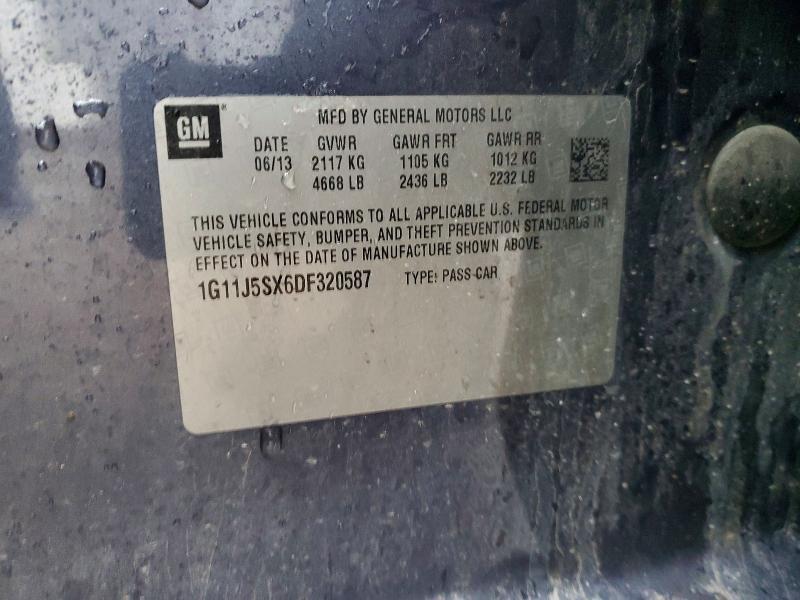 GM ®
MFD BY GENERAL MOTORS LLC
DATE GVWR GAWR FRT GAWR RR
06/13 2117 KG 1105 KG 1012 KG
4668 LB 2436 LB 2232 LB
THIS VEHICLE CONFORMS TO ALL APPLICABLE U.S. FEDERAL MOTOR
VEHICLE SAFETY, BUMPER, AND THEFT PREVENTION STANDARDS IN
EFFECT ON THE DATE OF MANUFACTURE SHOWN ABOVE.
1G11J5SX6DF320587 TYPE: PASS-CAR